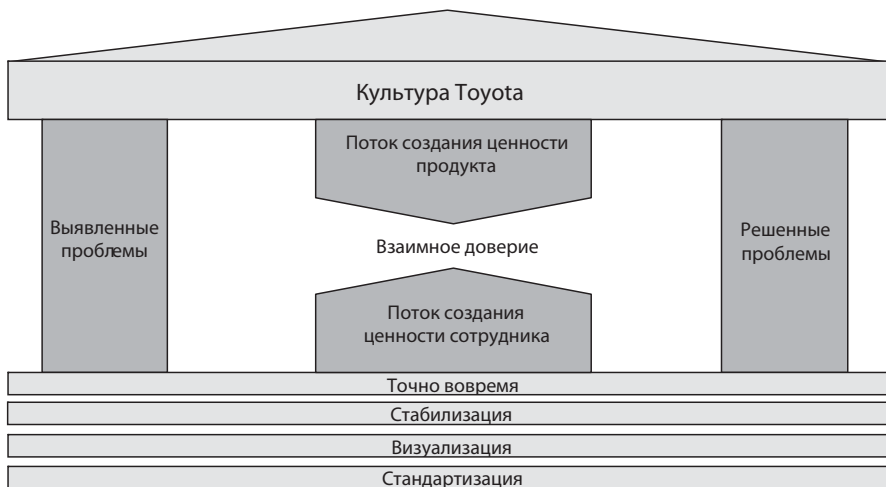 Культура Toyota
Поток создания ценности
продукта
Выявленные
проблемы
Взаимное доверие
Решенные
проблемы
Поток создания
ценности сотрудника
Точно вовремя
Стабилизация
Визуализация
Стандартизация